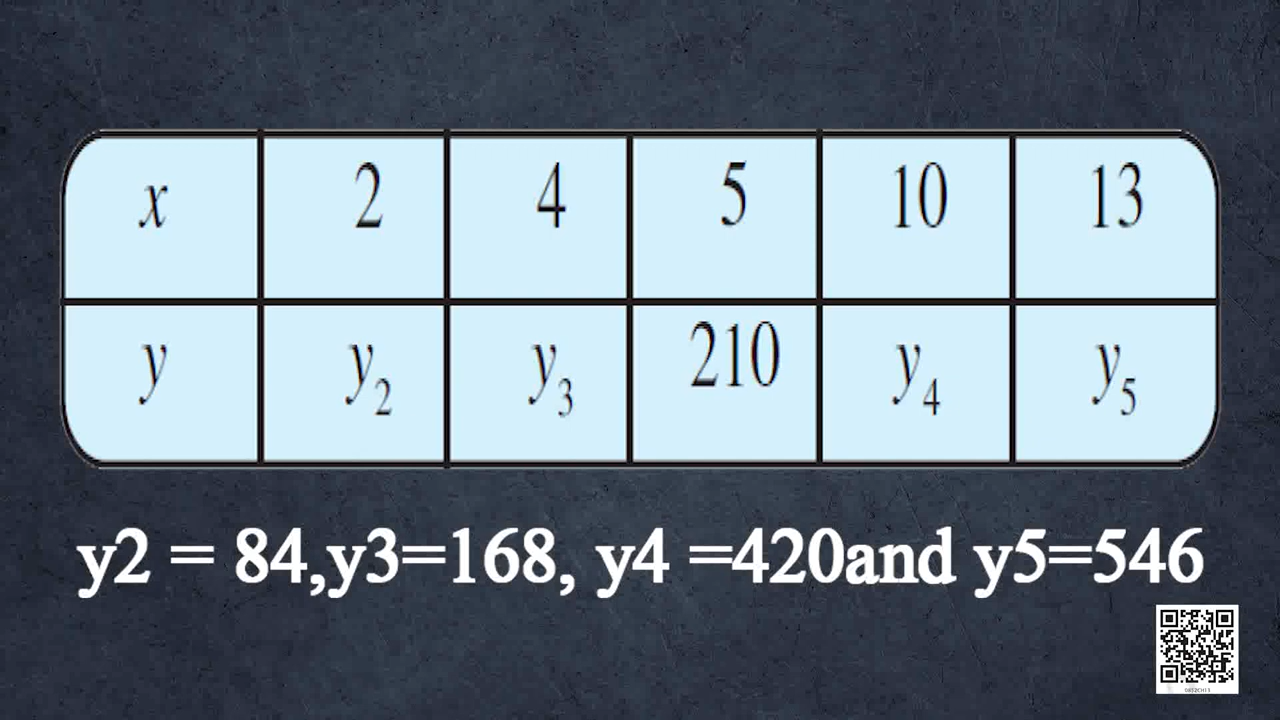 x 2 4 5 10 13
y y₂ y₃ 210 y₄ y₅
y2 = 84,y3=168, y4 =420and y5=546